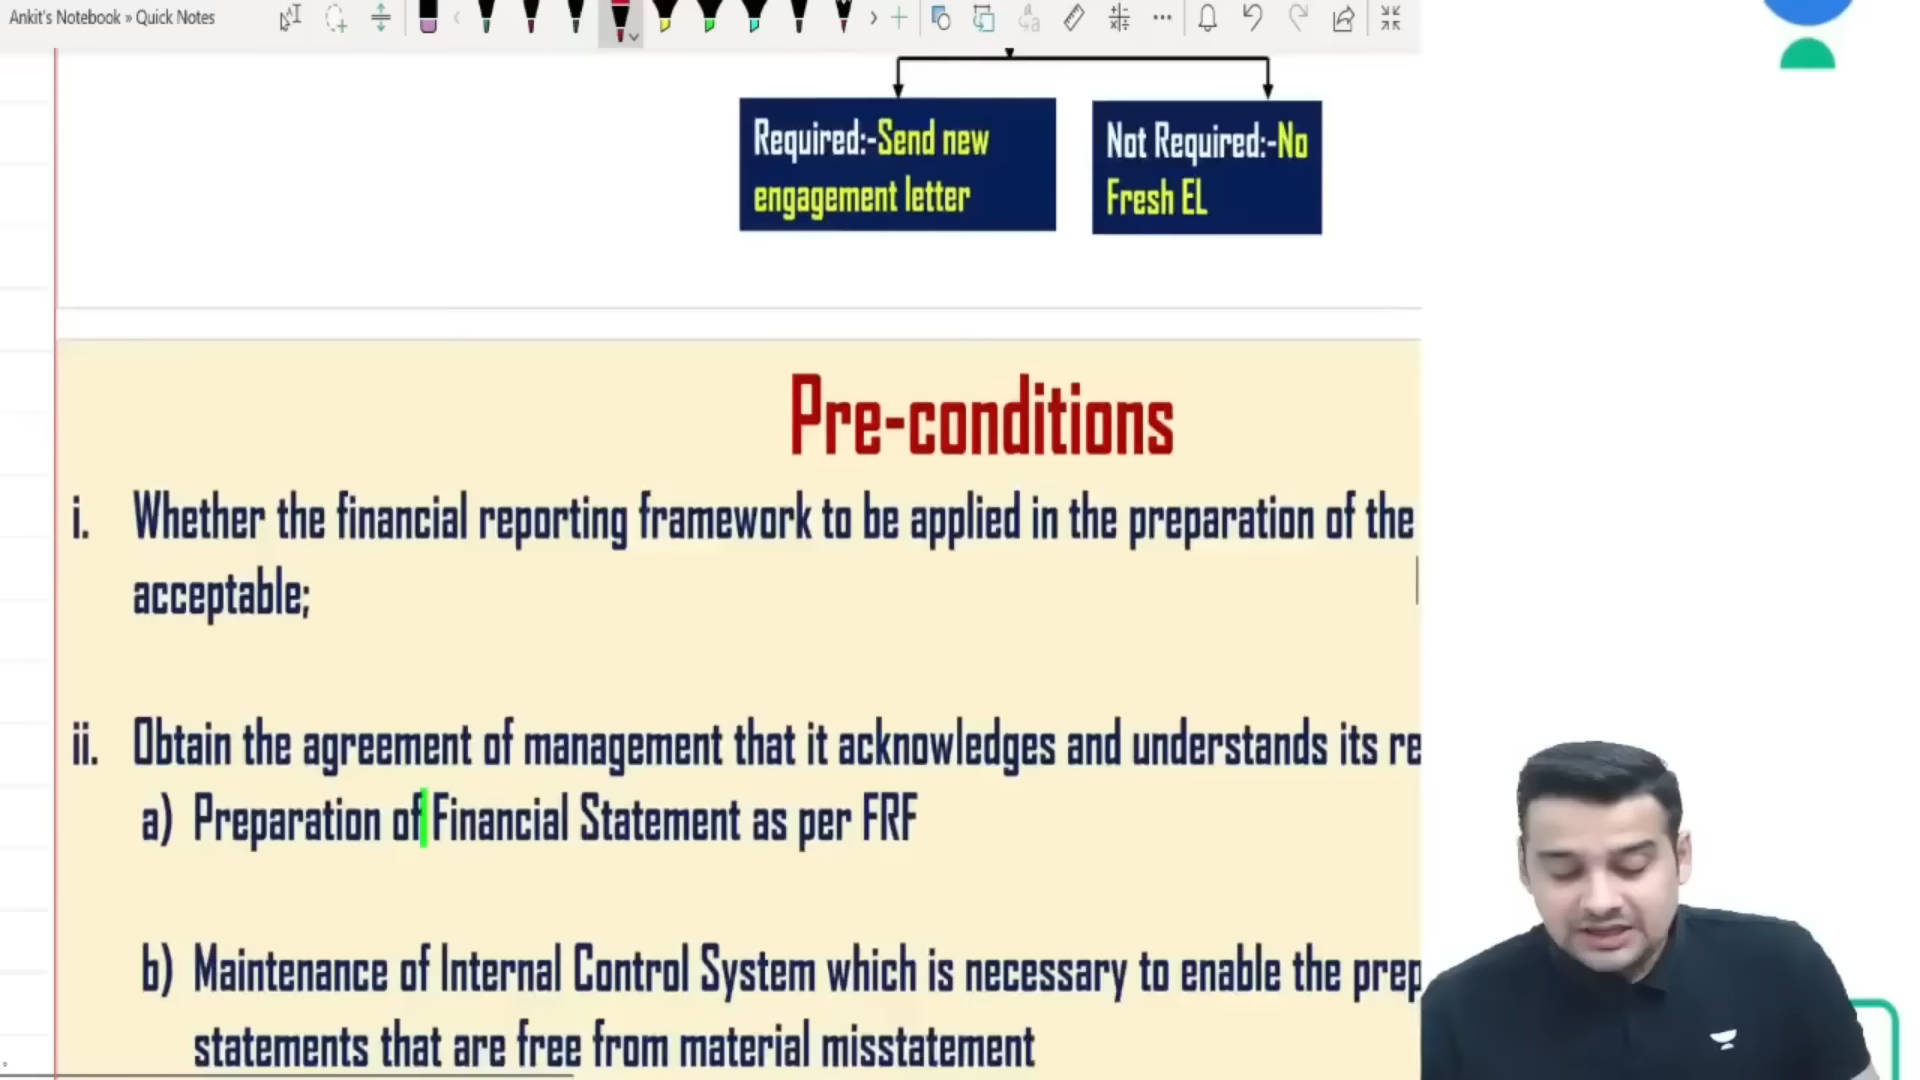 Ankit's Notebook » Quick Notes
Required:-Send new
engagement letter
Not Required:-No
Fresh EL
Pre-conditions
i. Whether the financial reporting framework to be applied in the preparation of the
acceptable;
ii. Obtain the agreement of management that it acknowledges and understands its re
a) Preparation of Financial Statement as per FRF
b) Maintenance of Internal Control System which is necessary to enable the prep
statements that are free from material misstatement